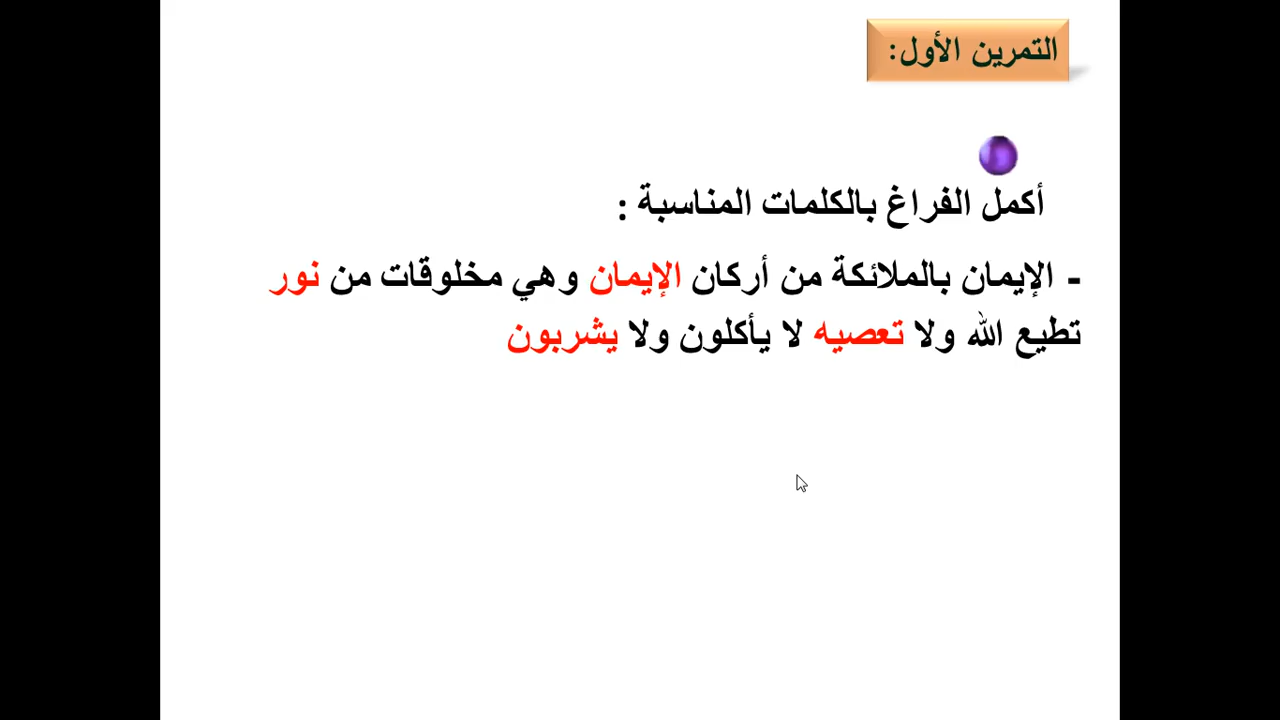 التمرين الأول:
أكمل الفراغ بالكلمات المناسبة :
- الإيمان بالملائكة من أركان الإيمان وهي مخلوقات من نور
تطيع الله ولا تعصيه لا يأكلون ولا يشربون